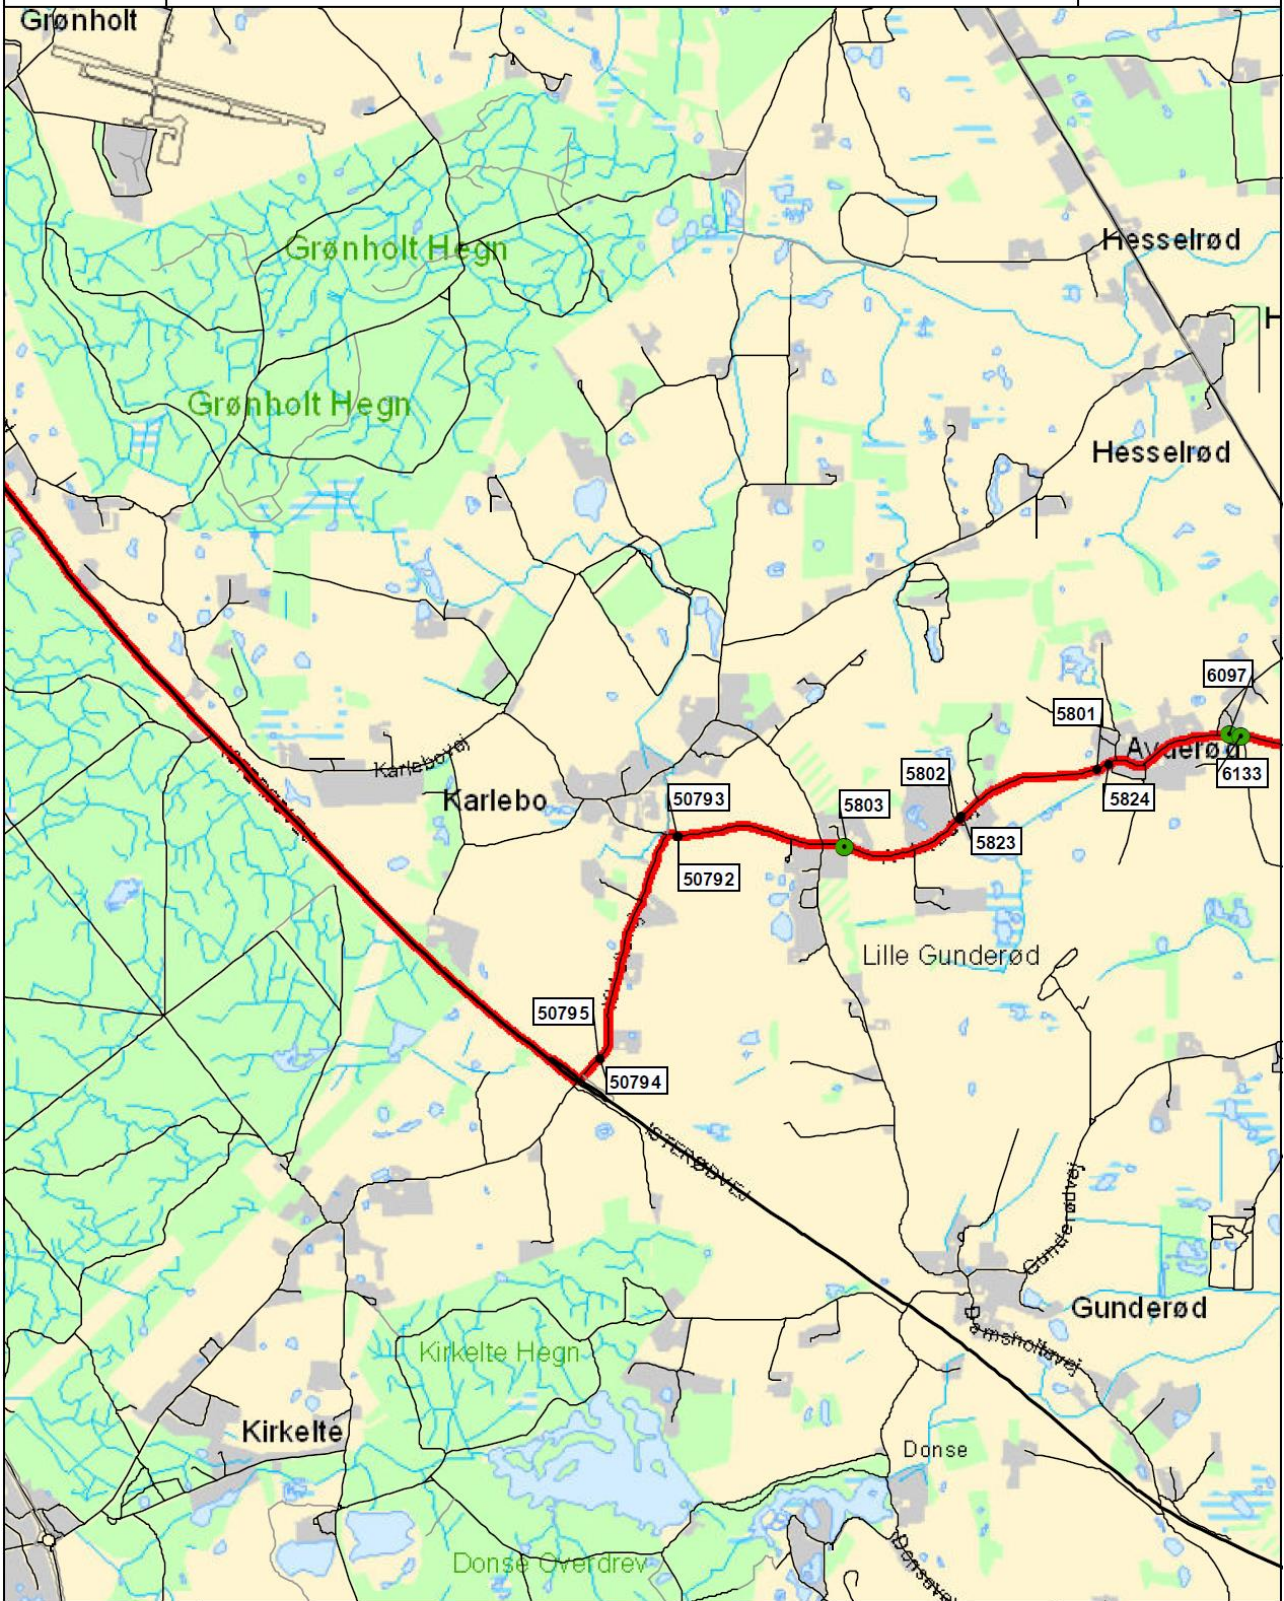 Grønholt
Grønholt Hegn
Hesselrød
H
Grønholt Hegn
Hesselrød
6097
5801
Avderød
Karlebovej
5802
6133
Karlebo
50793
5803
5824
5823
50792
Lille Gunderød
50795
50794
ISTERØDVEJ
Gunderødvej
Gunderød
Damsholtevej
Kirkelte Hegn
Kirkelte
Donse
Donse Overdrev